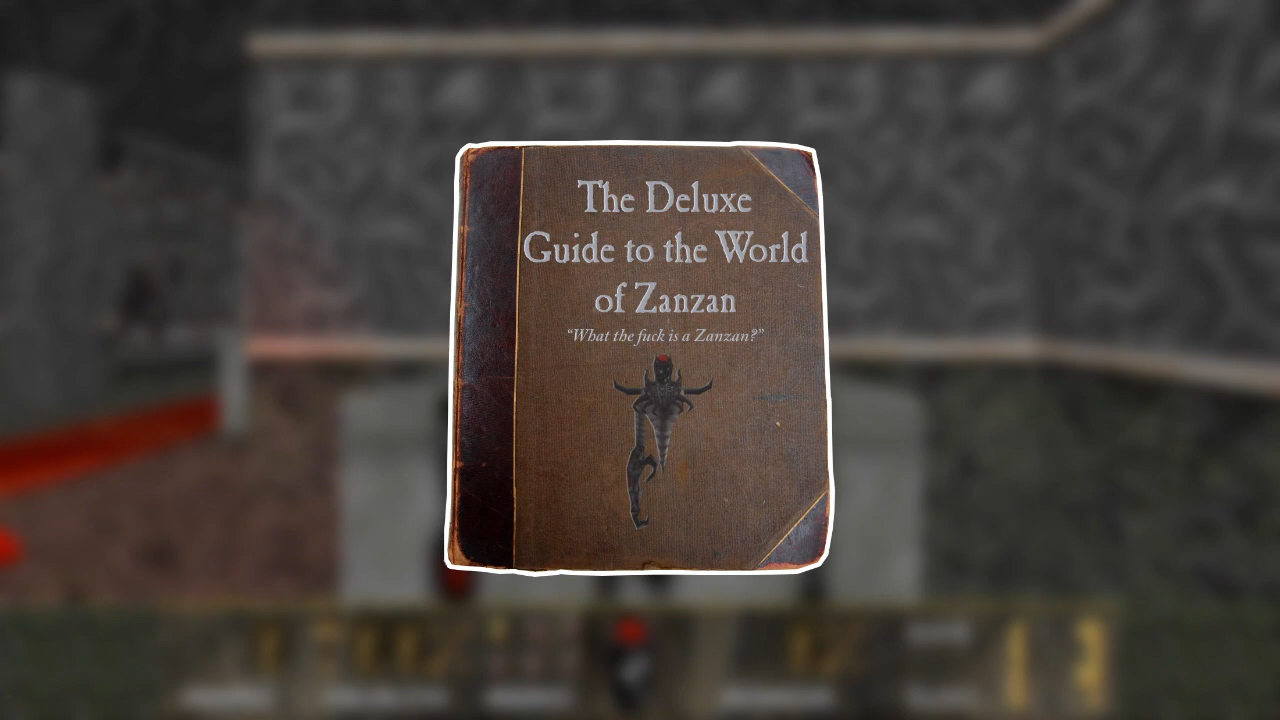 The Deluxe
Guide to the World
of Zanzan
“What the fuck is a Zanzan?”